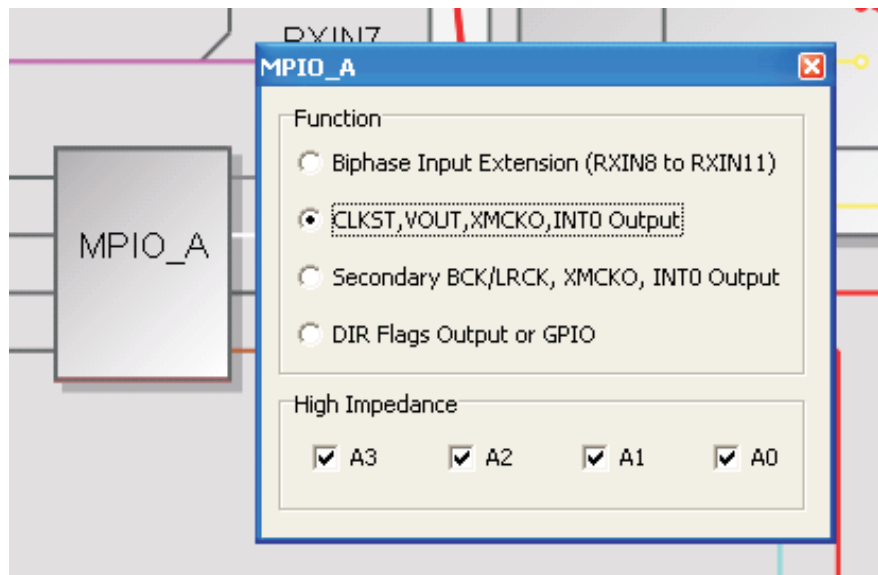 RXIN7
MPIO_A
MPIO_A
Function
Biphase Input Extension (RXIN8 to RXIN11)
CLKST,VOUT,XMCKO,INT0 Output
Secondary BCK/LRCK, XMCKO, INT0 Output
DIR Flags Output or GPIO
High Impedance
A3 A2 A1 A0